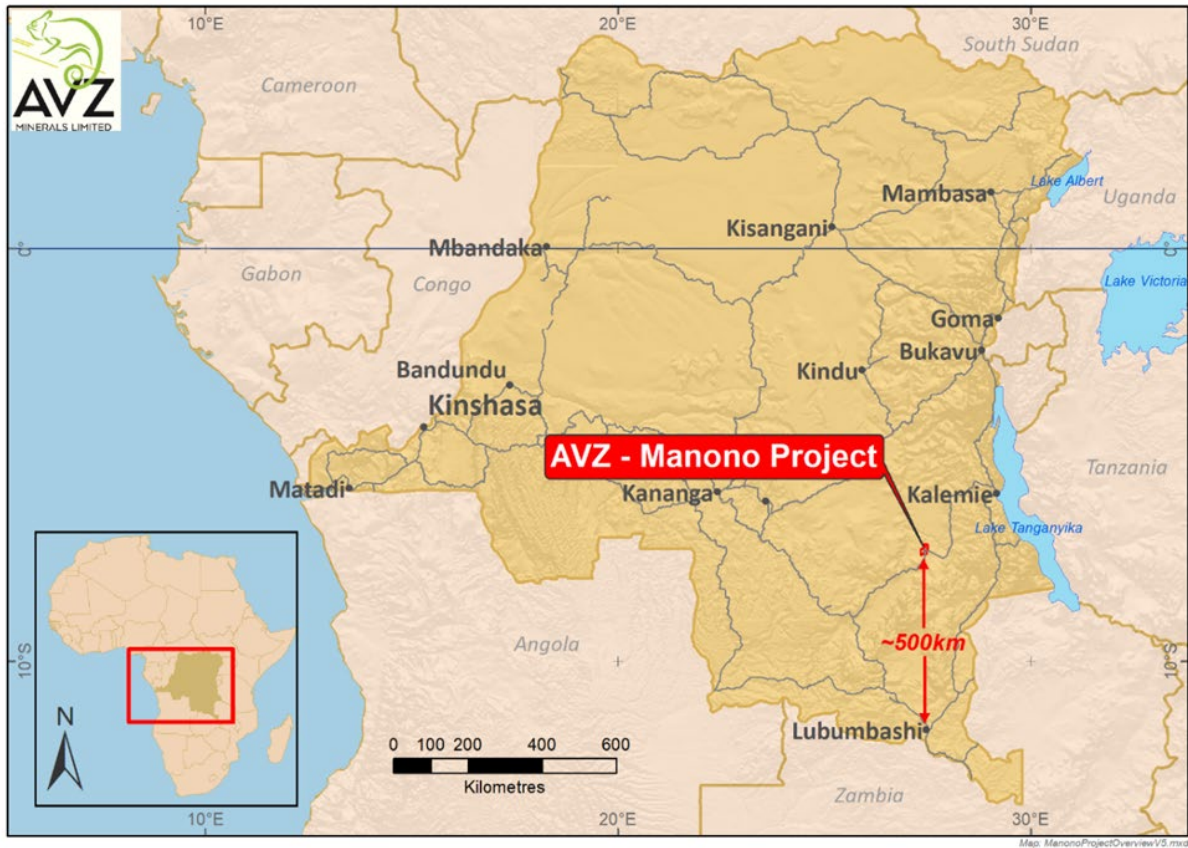 AVZ
MINERALS LIMITED
10°E
20°E
30°E
South Sudan
Cameroon
Lake Albert
Mambasa
Uganda
Kisangani
0°
Mbandaka
0°
Gabon
Congo
Lake Victoria
Goma
Bukavu
Bandundu
Kindu
Kinshasa
AVZ - Manono Project
Tanzania
Matadi
Kananga
Kalemie
Lake Tanganyika
Angola
~500km
10°S
10°S
N
Lubumbashi
0 100 200 400 600
Kilometres
Zambia
10°E
20°E
30°E
Map: ManonoProjectOverviewV5.mxd